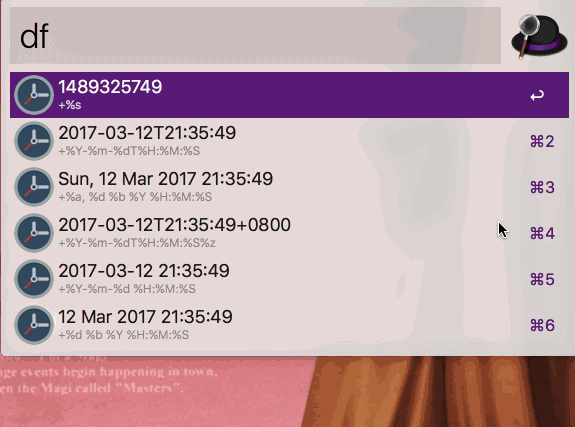 df
1489325749
+%s
2017-03-12T21:35:49
+%Y-%m-%dT%H:%M:%S
⌘2
Sun, 12 Mar 2017 21:35:49
+%a, %d %b %Y %H:%M:%S
⌘3
2017-03-12T21:35:49+0800
+%Y-%m-%dT%H:%M:%S%z
⌘4
2017-03-12 21:35:49
+%Y-%m-%d %H:%M:%S
⌘5
12 Mar 2017 21:35:49
+%d %b %Y %H:%M:%S
⌘6
ge events begin happening in town,
en the Magi called "Masters".